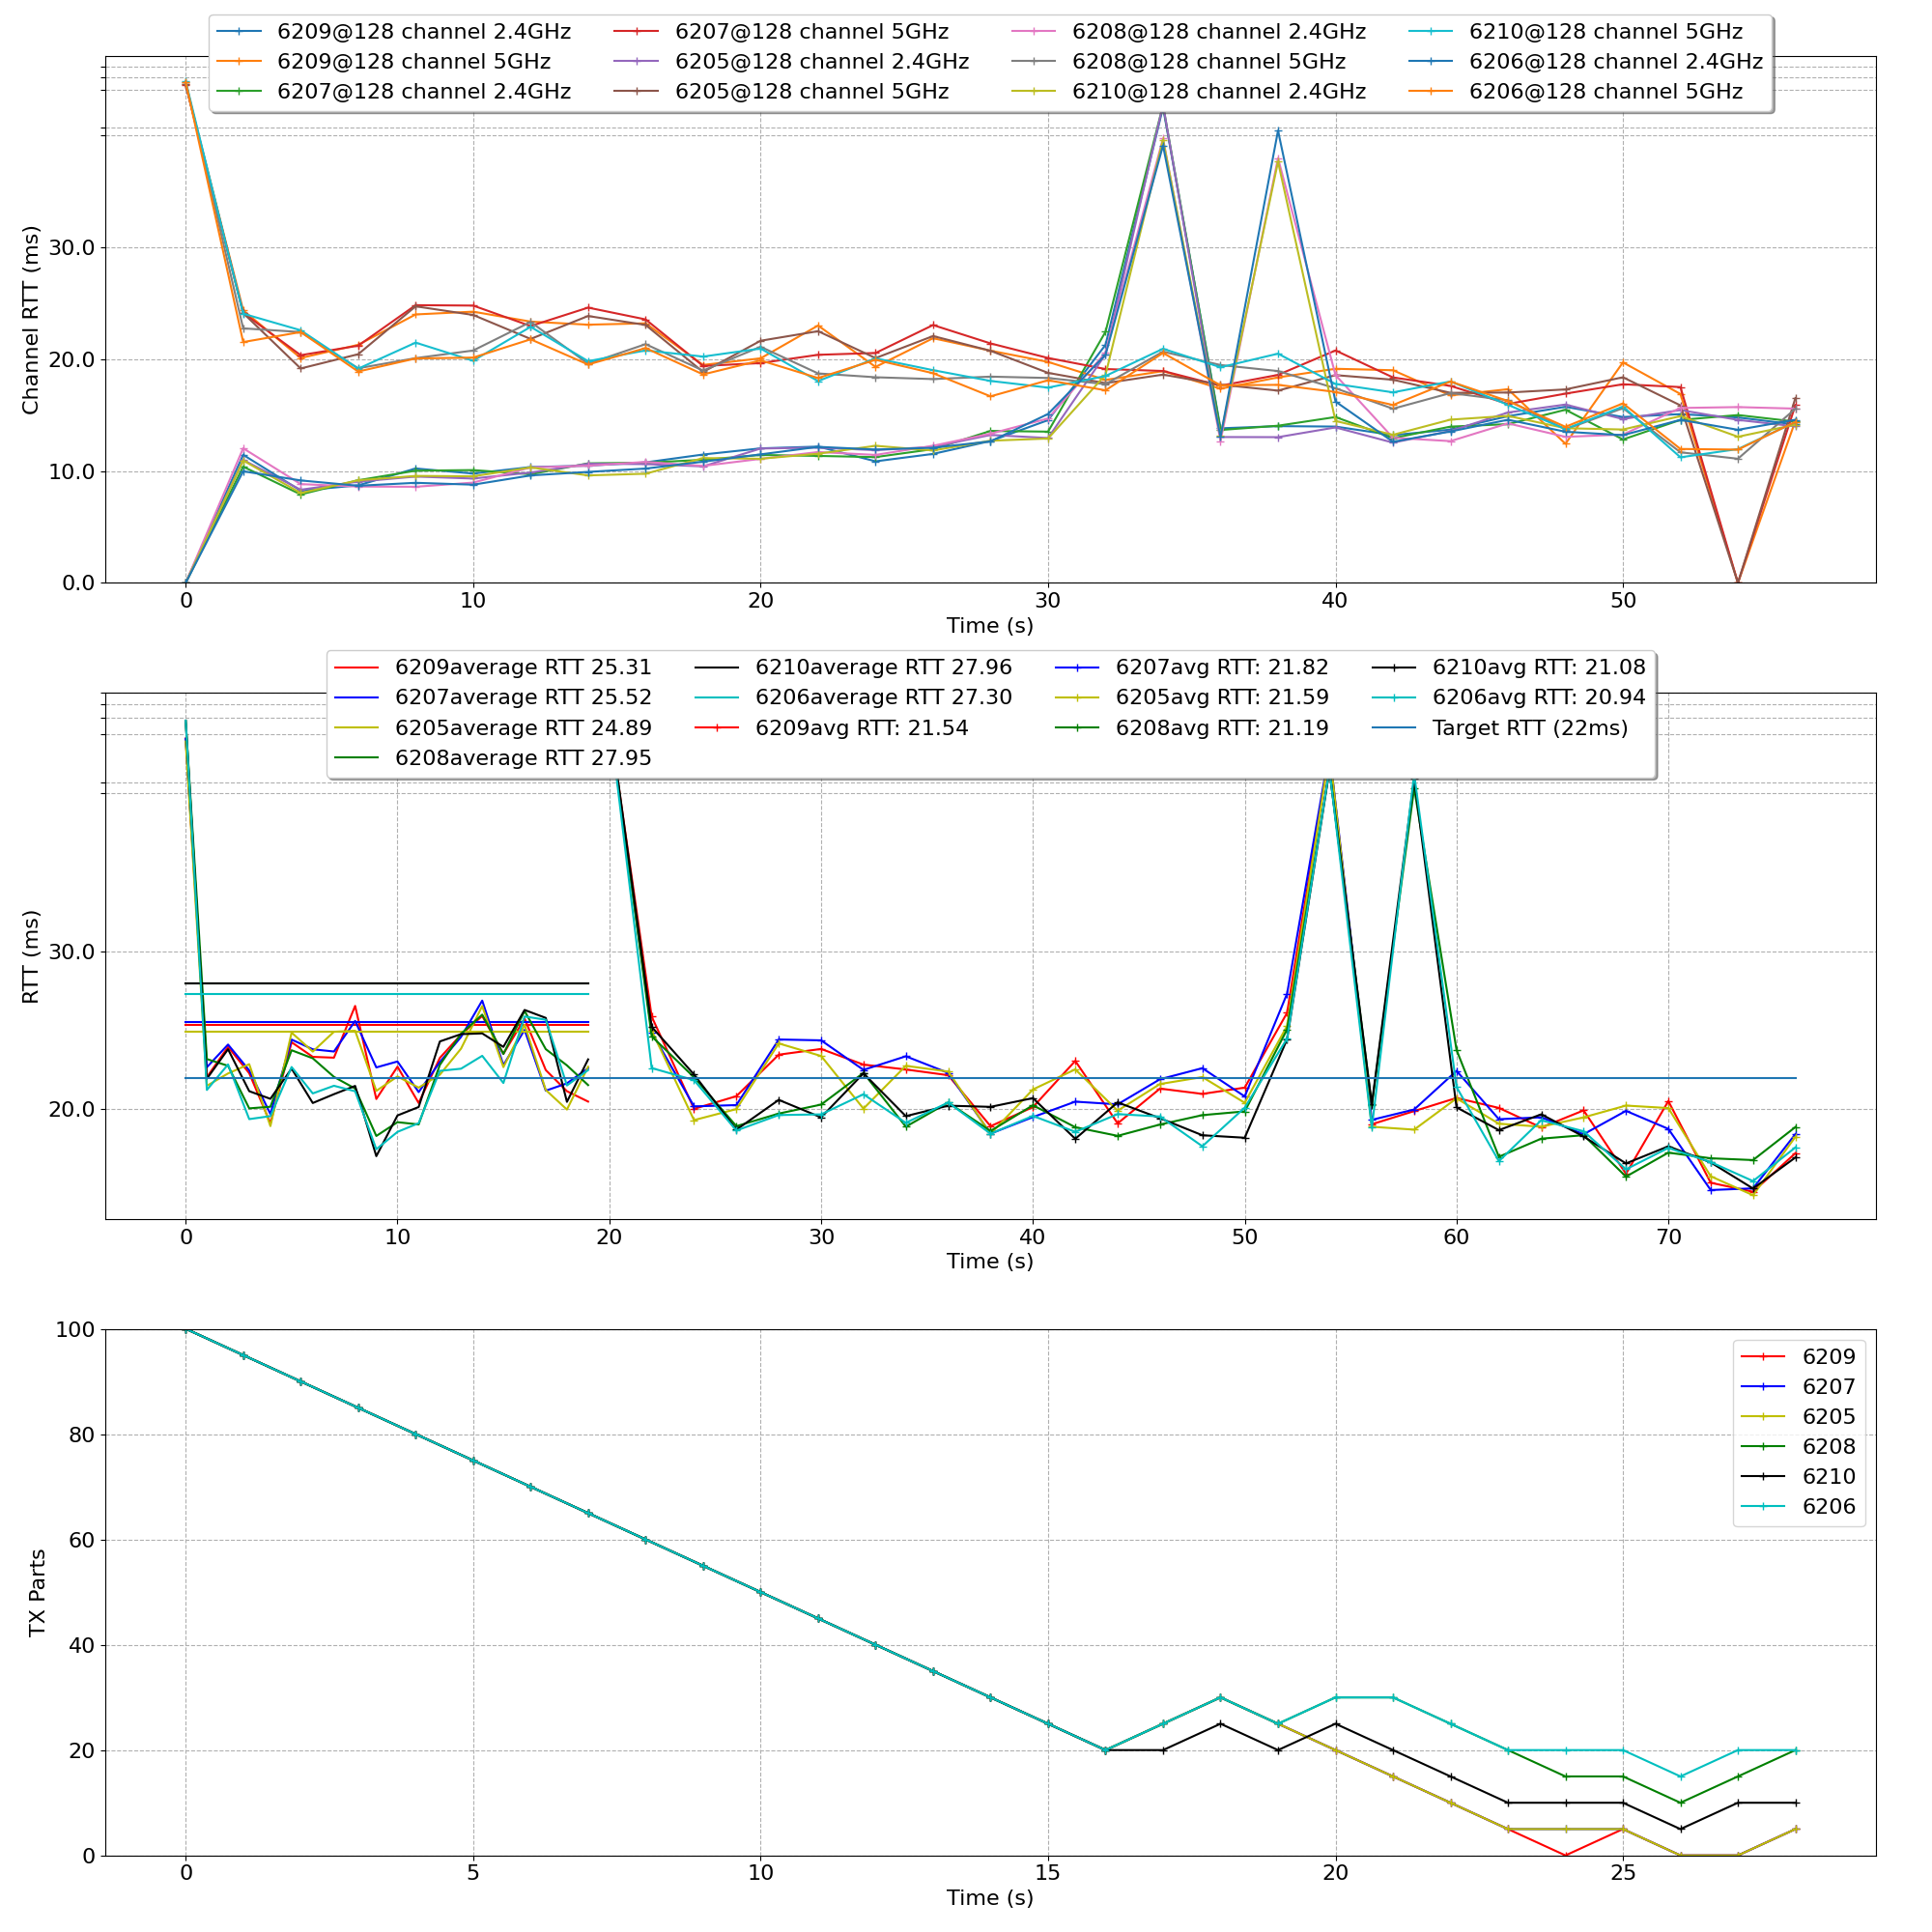 6209@128 channel 2.4GHz 6207@128 channel 5GHz 6208@128 channel 2.4GHz 6210@128 channel 5GHz
6209@128 channel 5GHz 6205@128 channel 2.4GHz 6208@128 channel 5GHz 6206@128 channel 2.4GHz
6207@128 channel 2.4GHz 6205@128 channel 5GHz 6210@128 channel 2.4GHz 6206@128 channel 5GHz
Channel RTT (ms)
30.0
20.0
10.0
0.0
0 10 20 30 40 50
Time (s)
6209average RTT 25.31 6210average RTT 27.96 6207avg RTT: 21.82 6210avg RTT: 21.08
6207average RTT 25.52 6206average RTT 27.30 6205avg RTT: 21.59 6206avg RTT: 20.94
6205average RTT 24.89 6209avg RTT: 21.54 6208avg RTT: 21.19 Target RTT (22ms)
6208average RTT 27.95
RTT (ms)
30.0
20.0
0 10 20 30 40 50 60 70
Time (s)
TX Parts
100
80
60
40
20
0
6209
6207
6205
6208
6210
6206
0 5 10 15 20 25
Time (s)